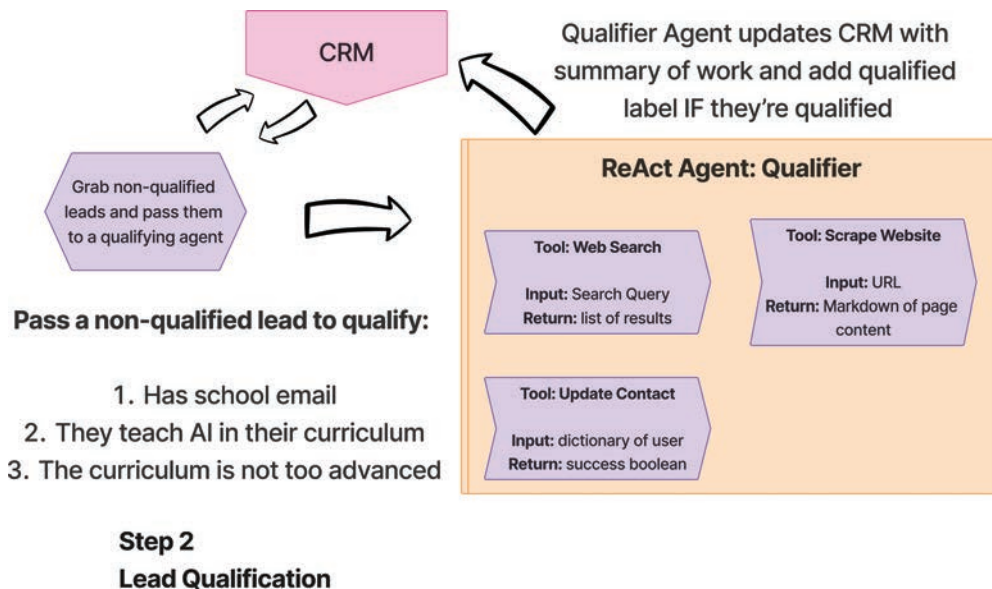 CRM
Qualifier Agent updates CRM with
summary of work and add qualified
label IF they're qualified
Grab non-qualified
leads and pass them
to a qualifying agent
ReAct Agent: Qualifier
Tool: Web Search
Input: Search Query
Return: list of results
Tool: Scrape Website
Input: URL
Return: Markdown of page
content
Tool: Update Contact
Input: dictionary of user
Return: success boolean
Pass a non-qualified lead to qualify:
1. Has school email
2. They teach AI in their curriculum
3. The curriculum is not too advanced
Step 2
Lead Qualification